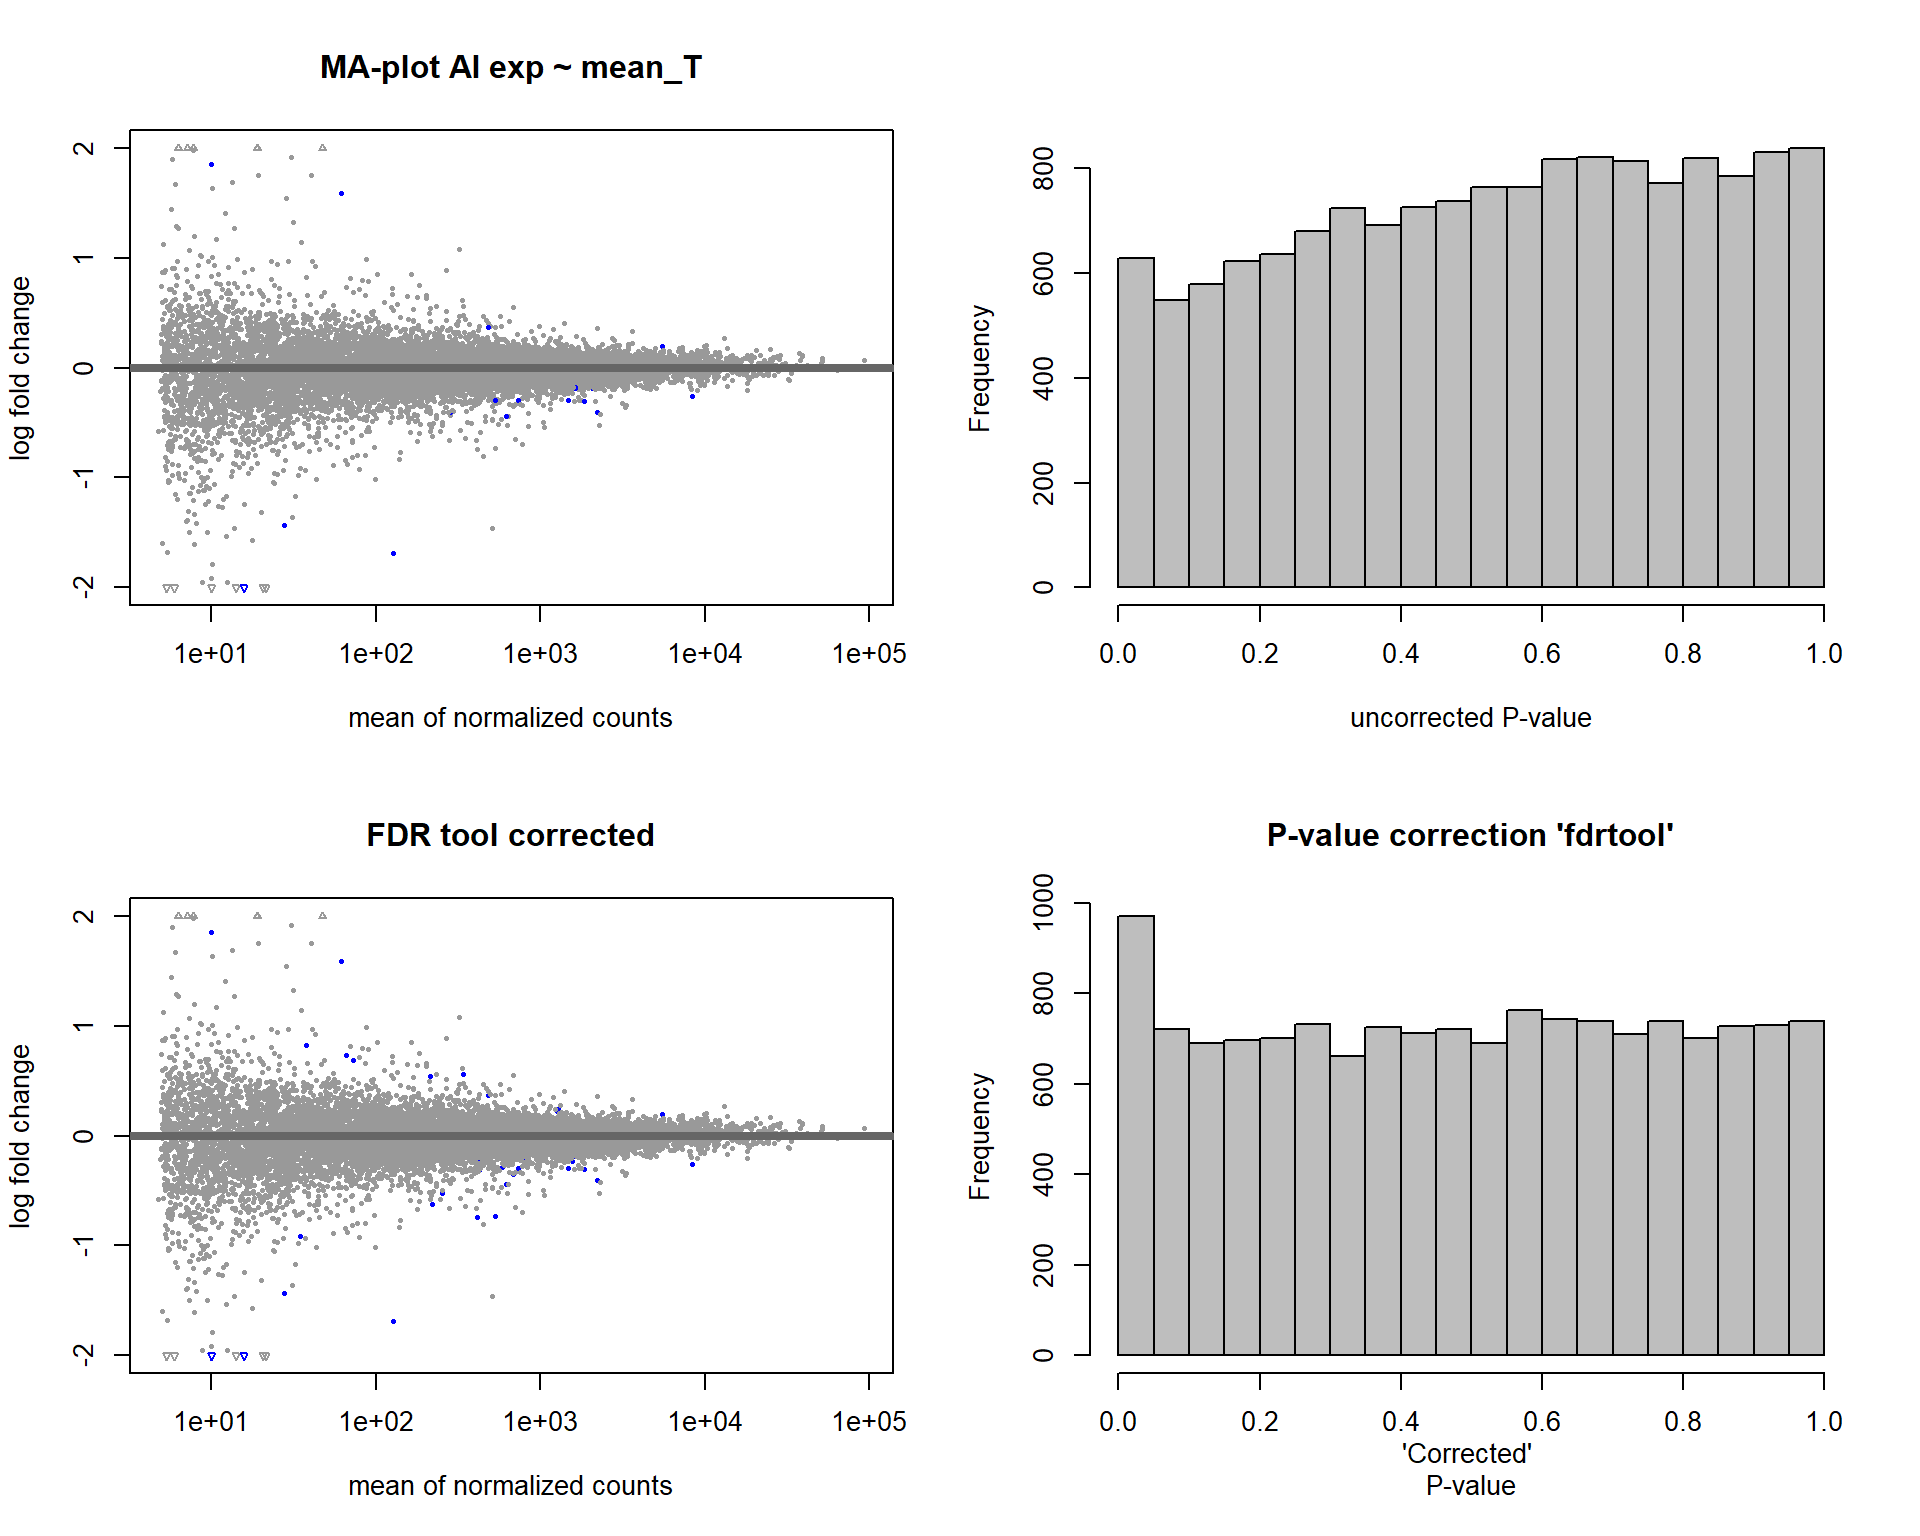 MA-plot AI exp ~ mean_T
2
1
0
-1
-2
log fold change
1e+01 1e+02 1e+03 1e+04 1e+05
mean of normalized counts
800
600
400
200
0
Frequency
0.0 0.2 0.4 0.6 0.8 1.0
uncorrected P-value
FDR tool corrected
2
1
0
-1
-2
log fold change
1e+01 1e+02 1e+03 1e+04 1e+05
mean of normalized counts
P-value correction 'fdrtool'
1000
800
600
400
200
0
Frequency
0.0 0.2 0.4 0.6 0.8 1.0
'Corrected'
P-value